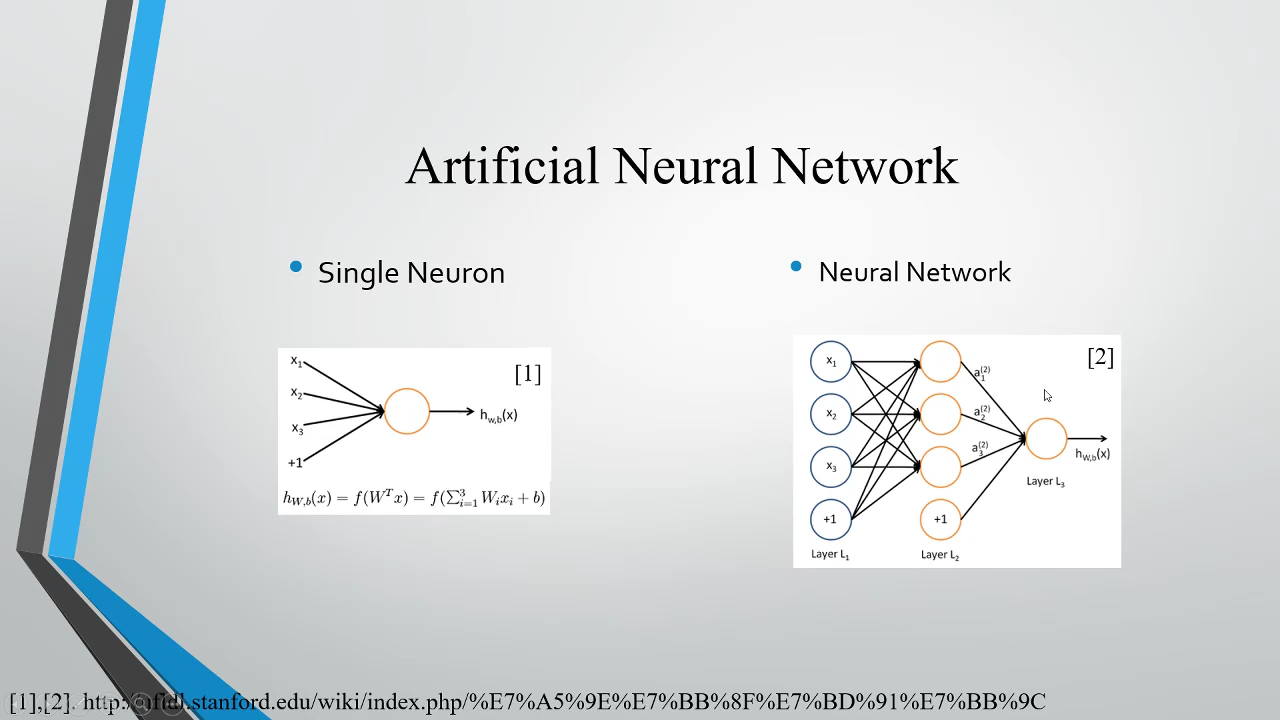 Artificial Neural Network
• Single Neuron
x₁
x₂
x₃
+1
[1]
h_{w,b}(x)
h_{W,b}(x) = f(W^T x) = f(∑_{i=1}^3 W_i x_i + b)
• Neural Network
[2]
x₁
x₂
x₃
+1
+1
a₁^{(2)}
a₂^{(2)}
a₃^{(2)}
h_{W,b}(x)
Layer L₃
Layer L₁
Layer L₂
[1],[2]. http://ufldl.stanford.edu/wiki/index.php/%E7%A5%9E%E7%BB%8F%E7%BD%91%E7%BB%9C